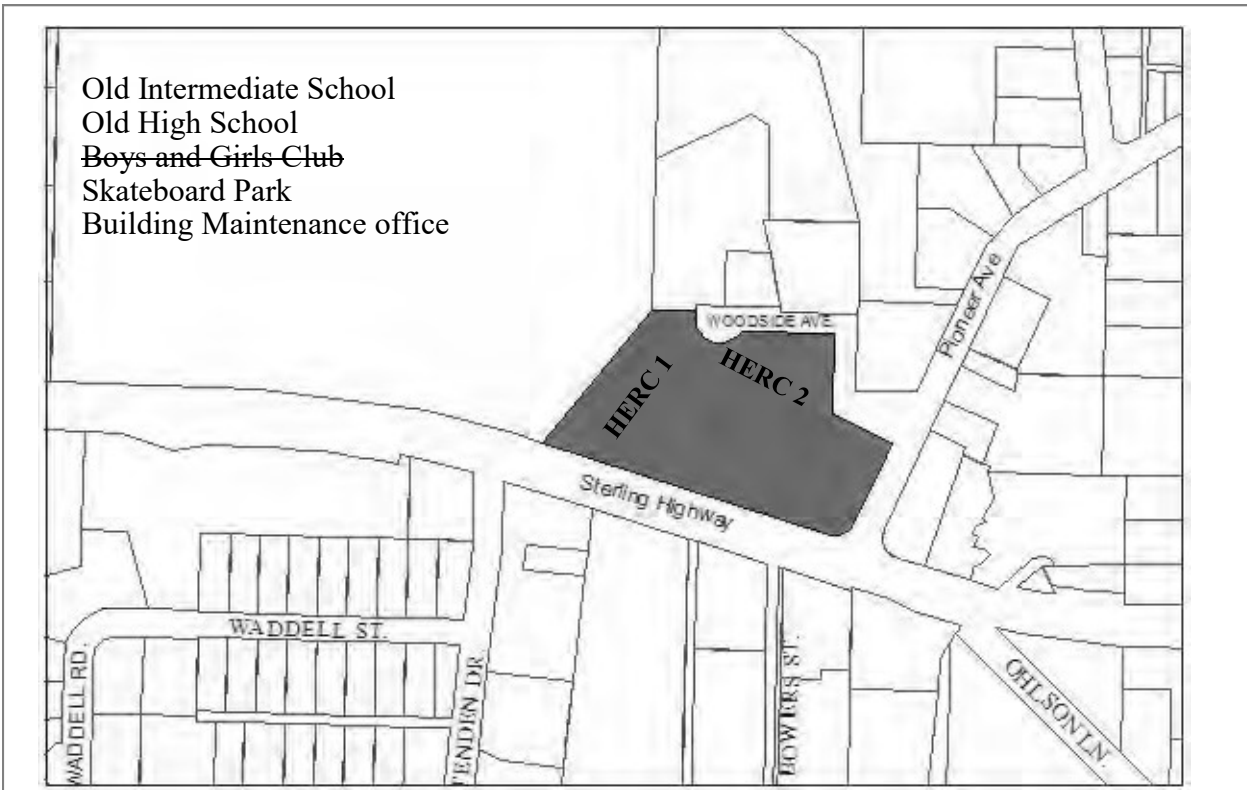 Old Intermediate School
Old High School
Boys and Girls Club
Skateboard Park
Building Maintenance office
WOODSIDE AVE.
Pioneer Ave
HERC 1
HERC 2
Sterling Highway
WADDELL ST.
WADDELL RD.
TENDEN DR
BOWERS ST.
OHLSON LN.